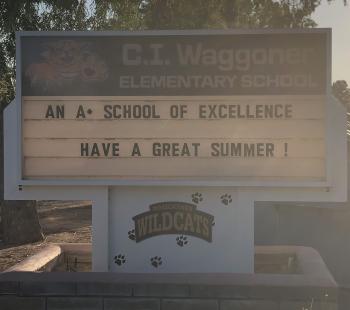 C.I. Waggoner
ELEMENTARY SCHOOL
AN A+ SCHOOL OF EXCELLENCE
HAVE A GREAT SUMMER !
WILDCATS